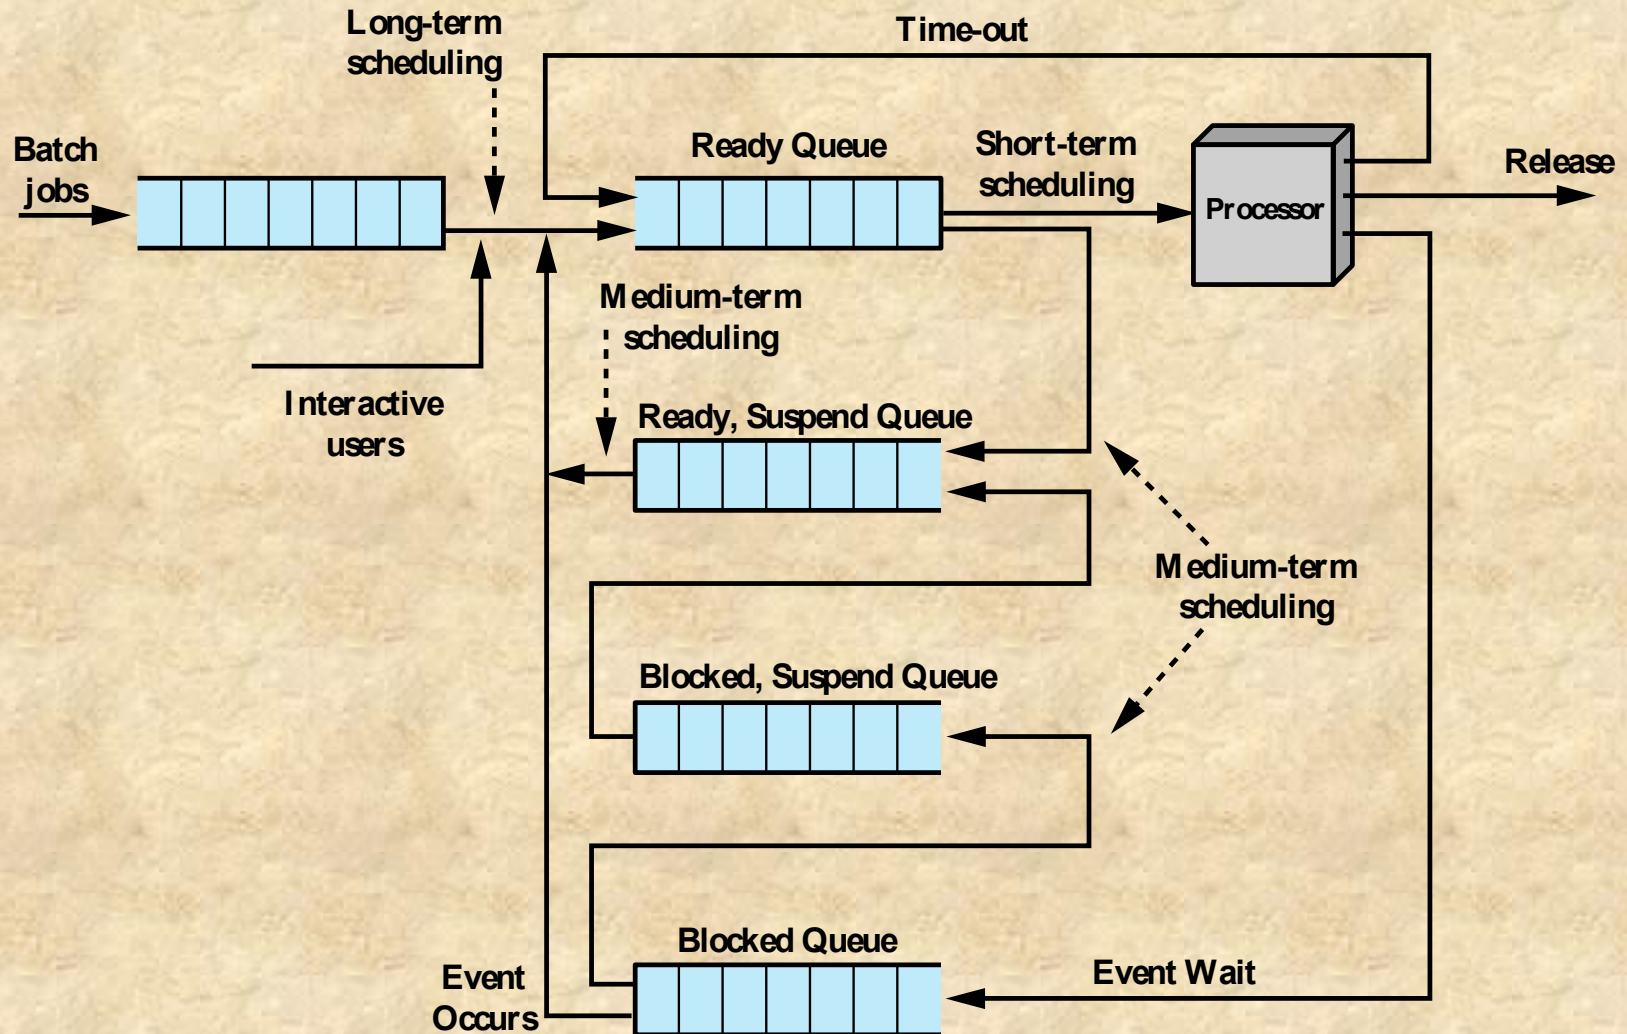 Long-term
scheduling
Time-out
Batch
jobs
Ready Queue
Short-term
scheduling
Processor
Release
Medium-term
scheduling
Interactive
users
Ready, Suspend Queue
Medium-term
scheduling
Blocked, Suspend Queue
Blocked Queue
Event
Occurs
Event Wait